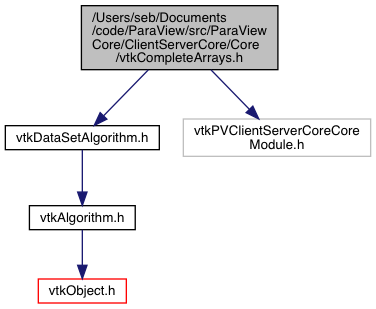 /Users/seb/Documents
/code/ParaView/src/ParaView
Core/ClientServerCore/Core
/vtkCompleteArrays.h
vtkDataSetAlgorithm.h
vtkPVClientServerCoreCore
Module.h
vtkAlgorithm.h
vtkObject.h